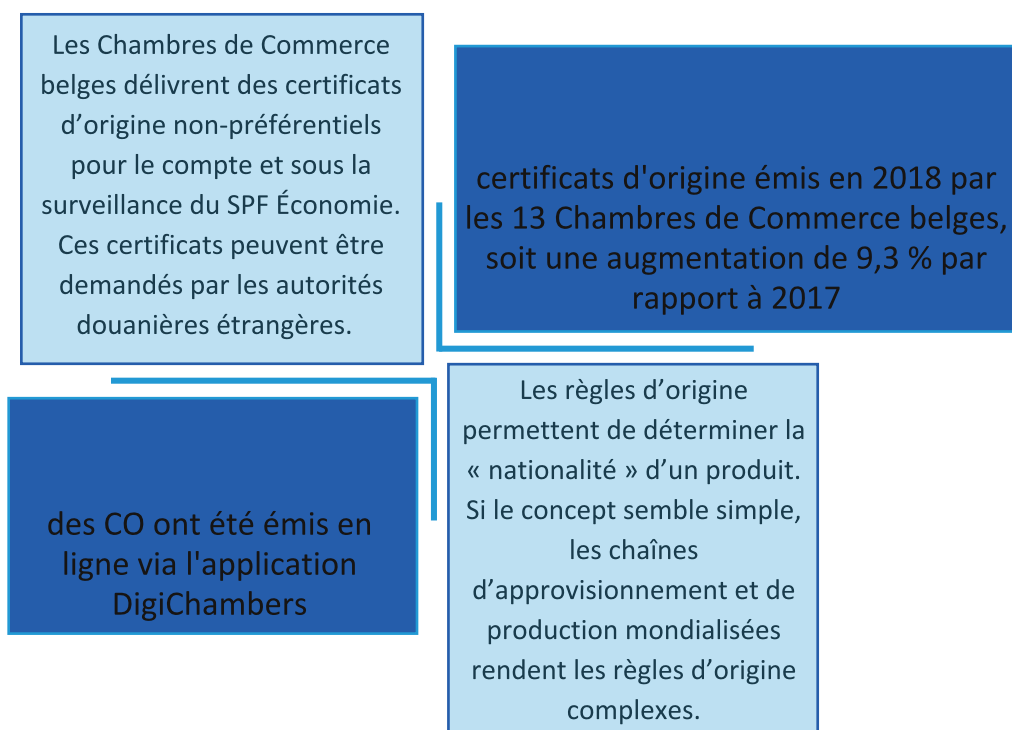 Les Chambres de Commerce
belges délivrent des certificats
d’origine non-préférentiels
pour le compte et sous la
surveillance du SPF Économie.
Ces certificats peuvent être
demandés par les autorités
douanières étrangères.
certificats d'origine émis en 2018 par
les 13 Chambres de Commerce belges,
soit une augmentation de 9,3 % par
rapport à 2017
des CO ont été émis en
ligne via l'application
DigiChambers
Les règles d’origine
permettent de déterminer la
« nationalité » d’un produit.
Si le concept semble simple,
les chaînes
d’approvisionnement et de
production mondialisées
rendent les règles d’origine
complexes.